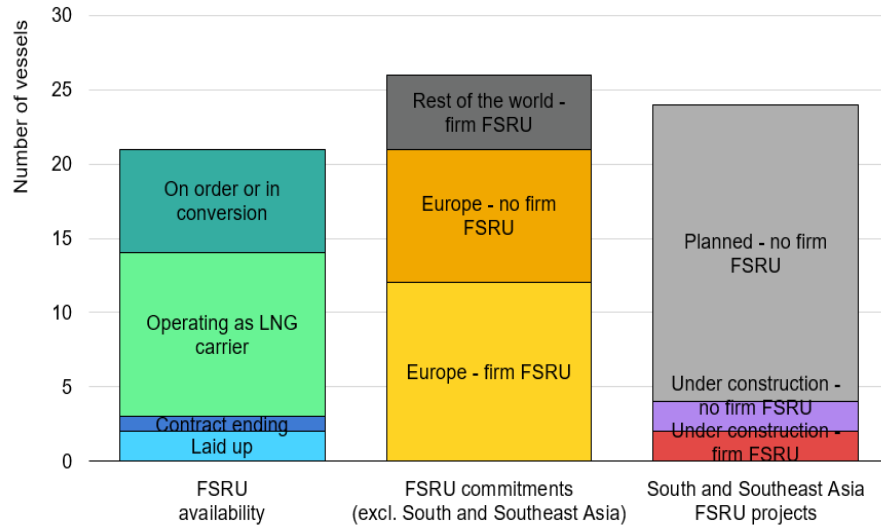 Number of vessels
30
25
20
15
10
5
0
On order or in
conversion
Operating as LNG
carrier
Contract ending
Laid up
Rest of the world -
firm FSRU
Europe - no firm
FSRU
Europe - firm FSRU
Planned - no firm
FSRU
Under construction -
no firm FSRU
Under construction -
firm FSRU
FSRU
availability
FSRU commitments
(excl. South and Southeast Asia)
South and Southeast Asia
FSRU projects